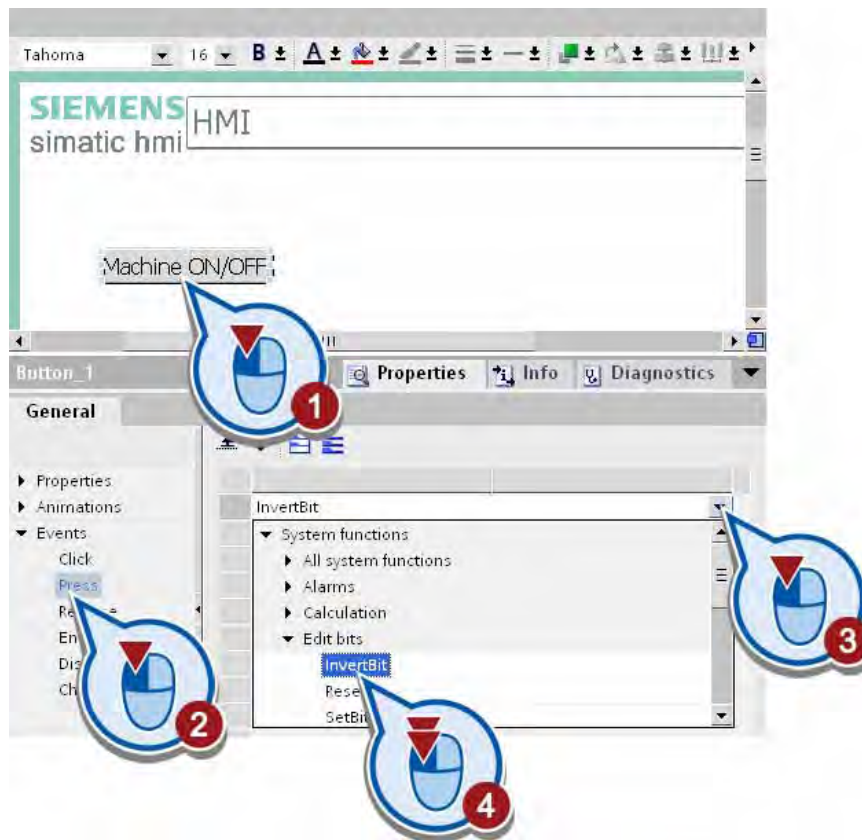 Tahoma 16 B A
SIEMENS
simatic hmi
HMI
Machine ON/OFF
1
Button_1 Properties Info Diagnostics
General
Properties
Animations
Events
Click
Press
InvertBit
System functions
All system functions
Alarms
Calculation
Edit bits
InvertBit
3
2
4